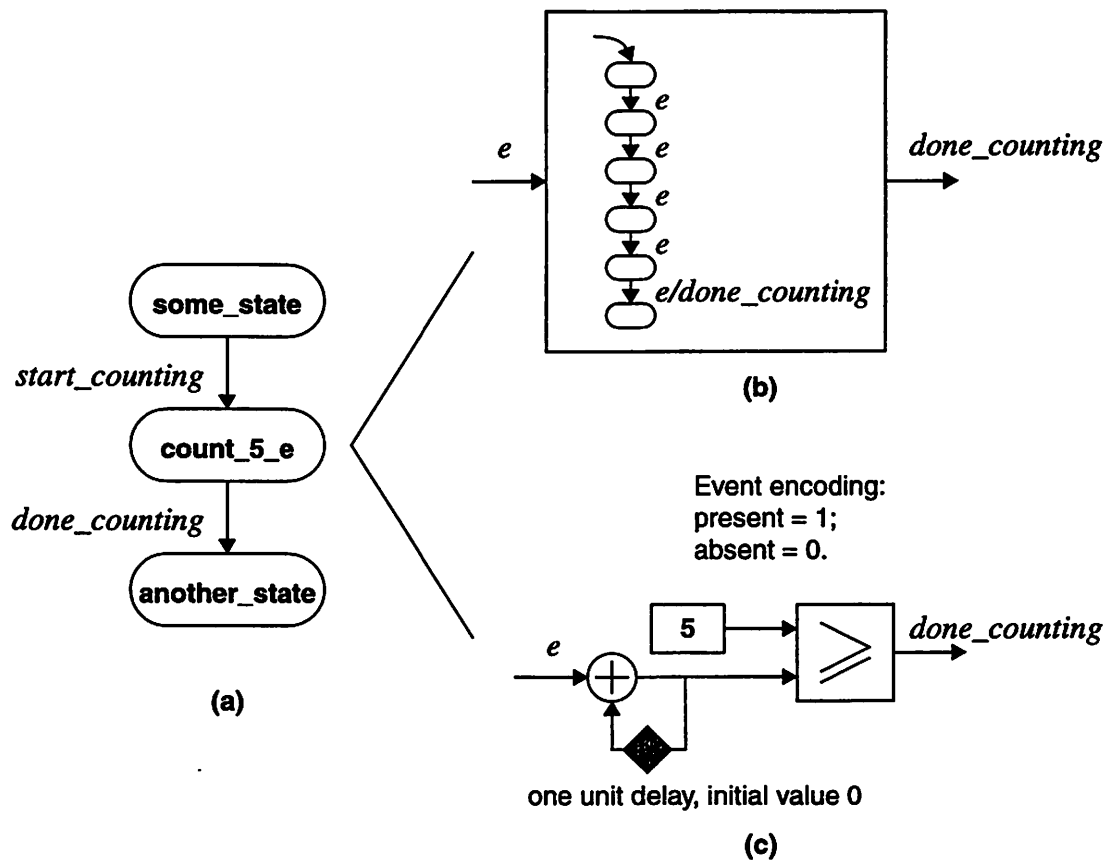 some_state
start_counting
count_5_e
done_counting
another_state
(a)
e
e
e
e
e
e/done_counting
done_counting
(b)
Event encoding:
present = 1;
absent = 0.
e
+
5
≥
done_counting
one unit delay, initial value 0
(c)